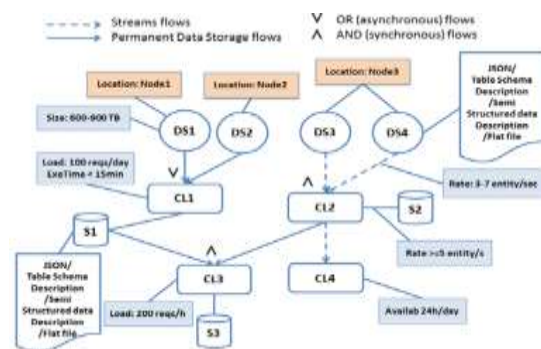 Streams flows
Permanent Data Storage flows
V OR (asynchronous) flows
Λ AND (synchronous) flows
Location: Node1
Location: Node2
Location: Node3
JSON/
Table Schema
Description
/Semi
Structured data
Description
/Flat file
Size: 600-900 TB
DS1
DS2
DS3
DS4
Load: 100 reqs/day
ExeTime < 15min
V
Λ
Rate: 3-7 entity/sec
CL1
CL2
S2
S1
Rate >=5 entity/s
JSON/
Table Schema
Description
/Semi
Structured data
Description
/Flat file
Λ
CL3
CL4
Load: 200 reqs/h
Availab 24h/day
S3